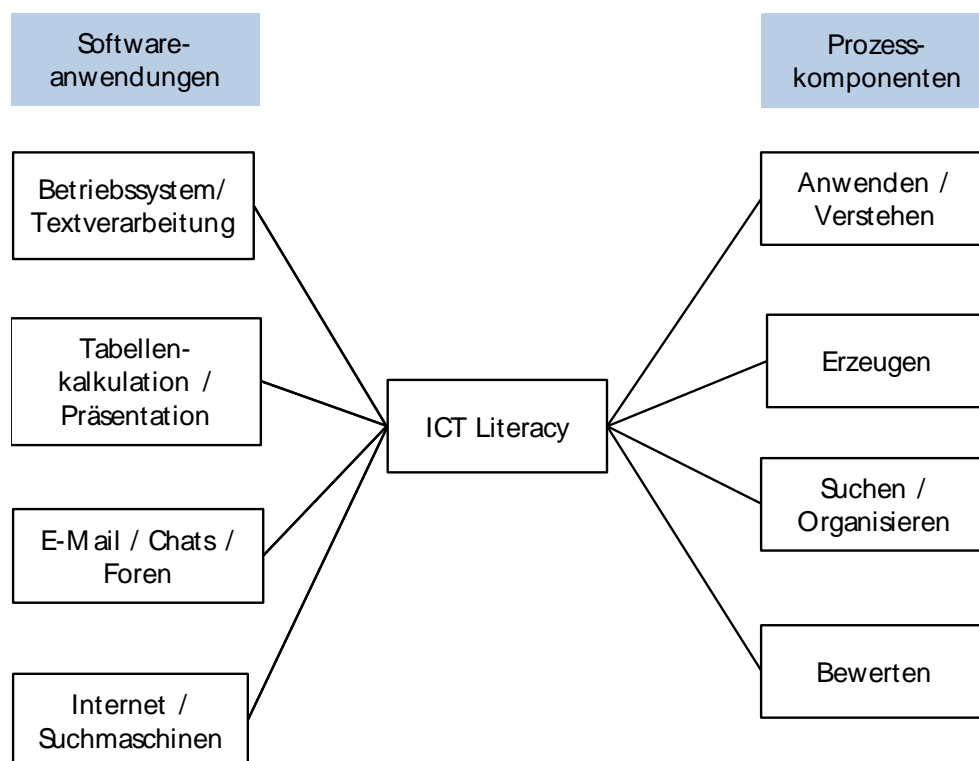 Software-
anwendungen
Betriebssystem/
Textverarbeitung
Tabellen-
kalkulation /
Präsentation
E-Mail / Chats /
Foren
Internet /
Suchmaschinen
ICT Literacy
Prozess-
komponenten
Anwenden /
Verstehen
Erzeugen
Suchen /
Organisieren
Bewerten